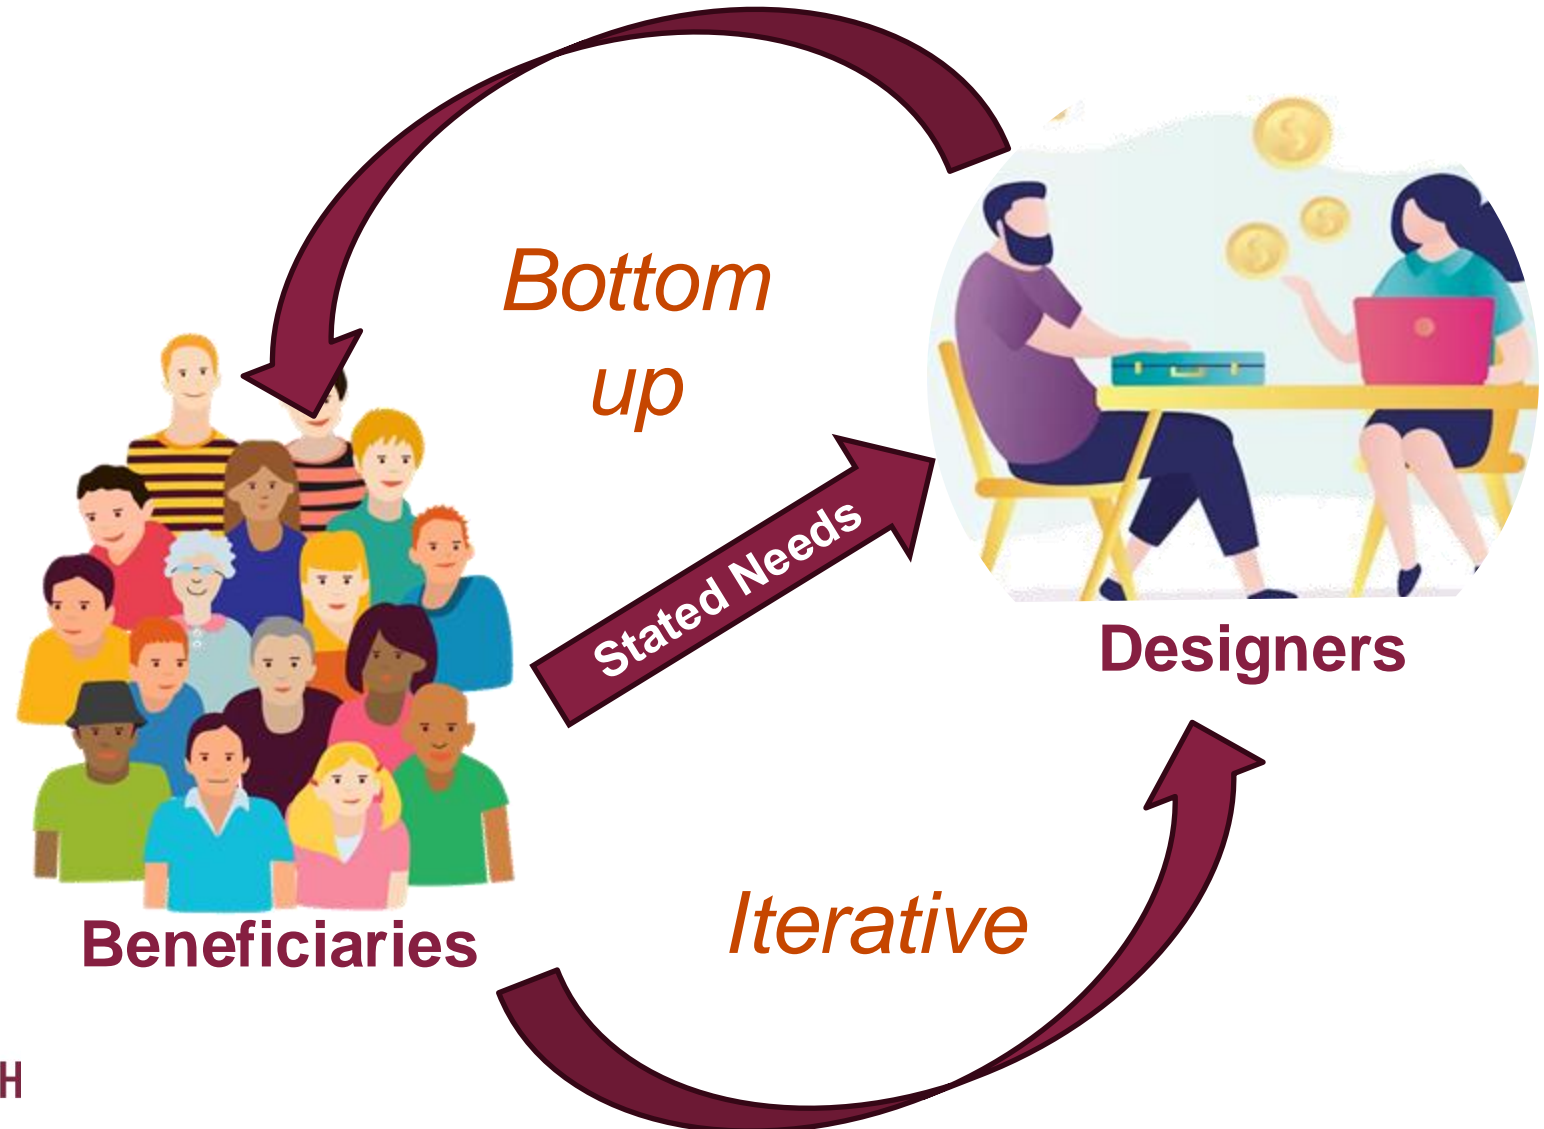 Bottom
up
Stated Needs
Designers
Iterative
Beneficiaries
H